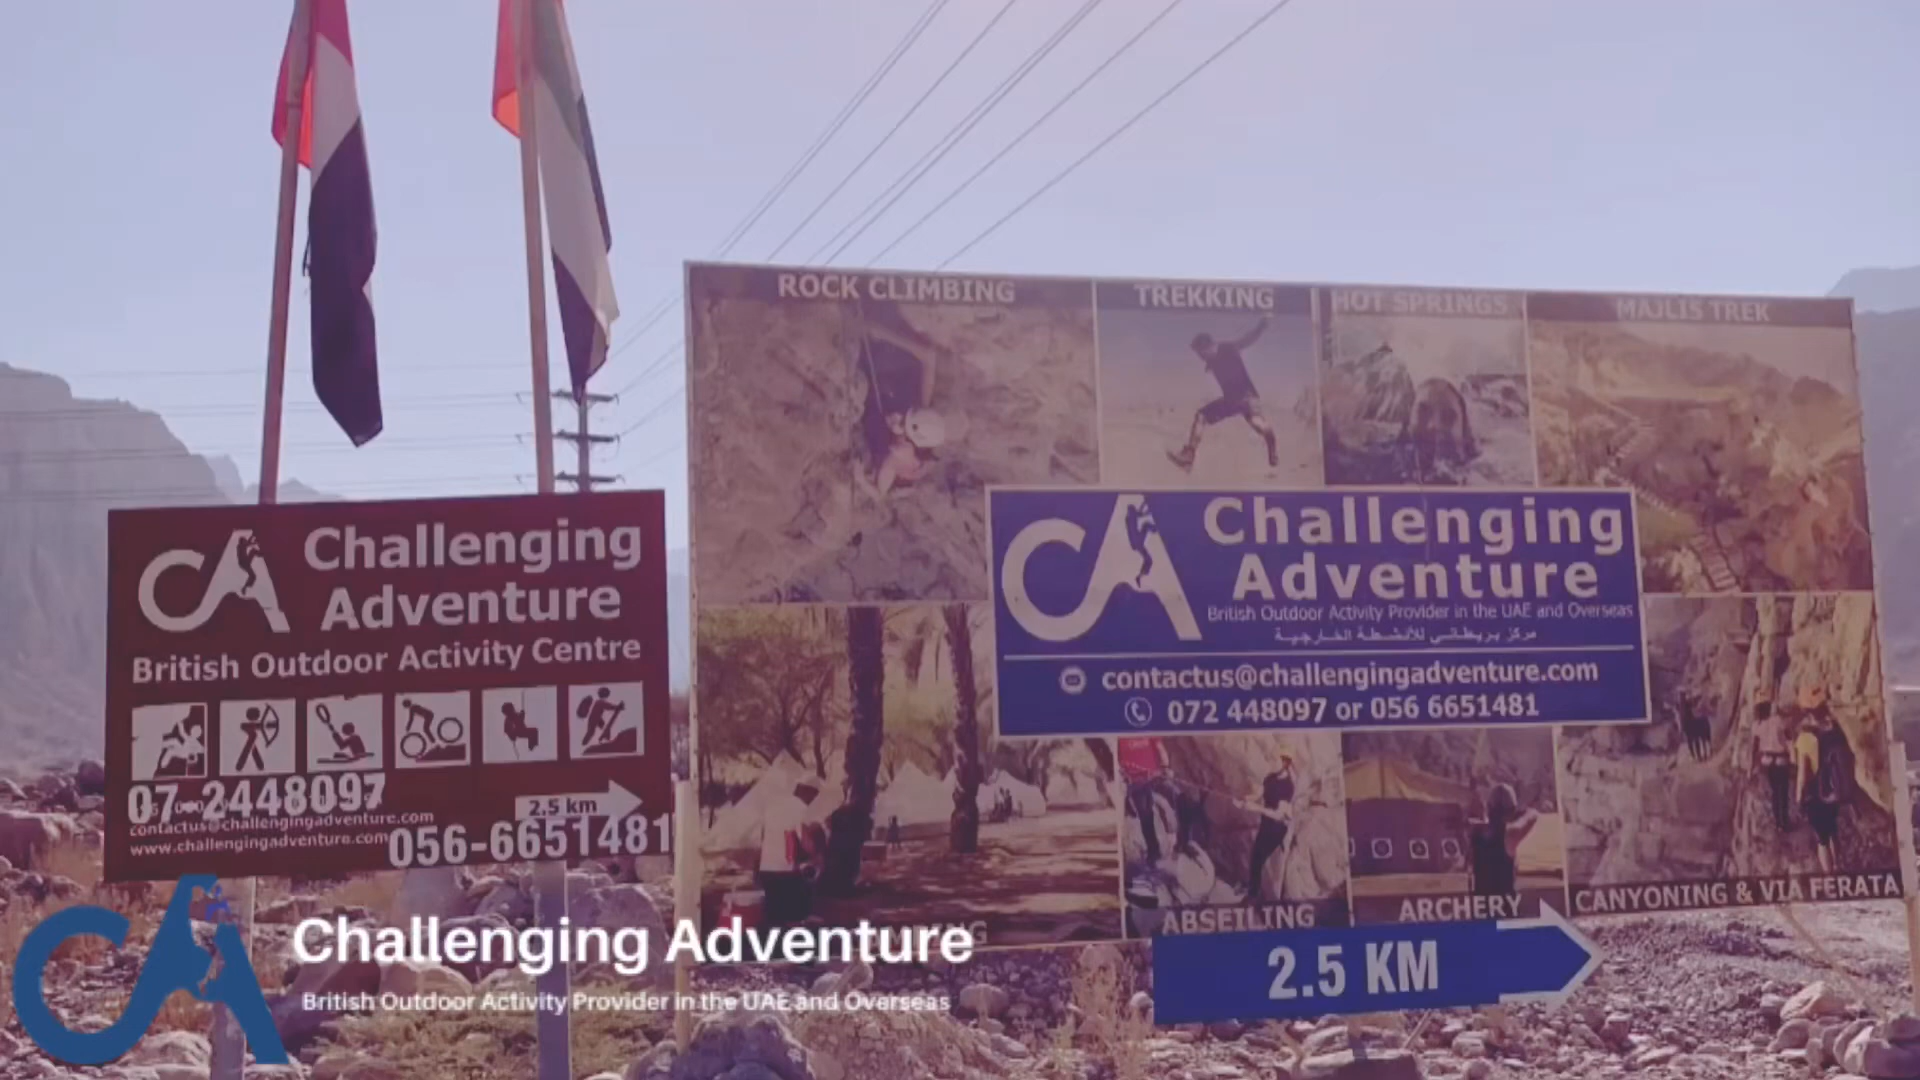 Challenging
Adventure
British Outdoor Activity Centre
07-2448097
2.5 km
contactus@challengingadventure.com
www.challengingadventure.com
056-6651481
ROCK CLIMBING
TREKKING
HOT SPRINGS
MAJLIS TREK
CA
Challenging
Adventure
British Outdoor Activity Provider in the UAE and Overseas
مركز بريطاني للأنشطة الخارجية
contactus@challengingadventure.com
072 448097 or 056 6651481
ABSEILING
ARCHERY
CANYONING & VIA FERATA
2.5 KM
CA
Challenging Adventure
British Outdoor Activity Provider in the UAE and Overseas